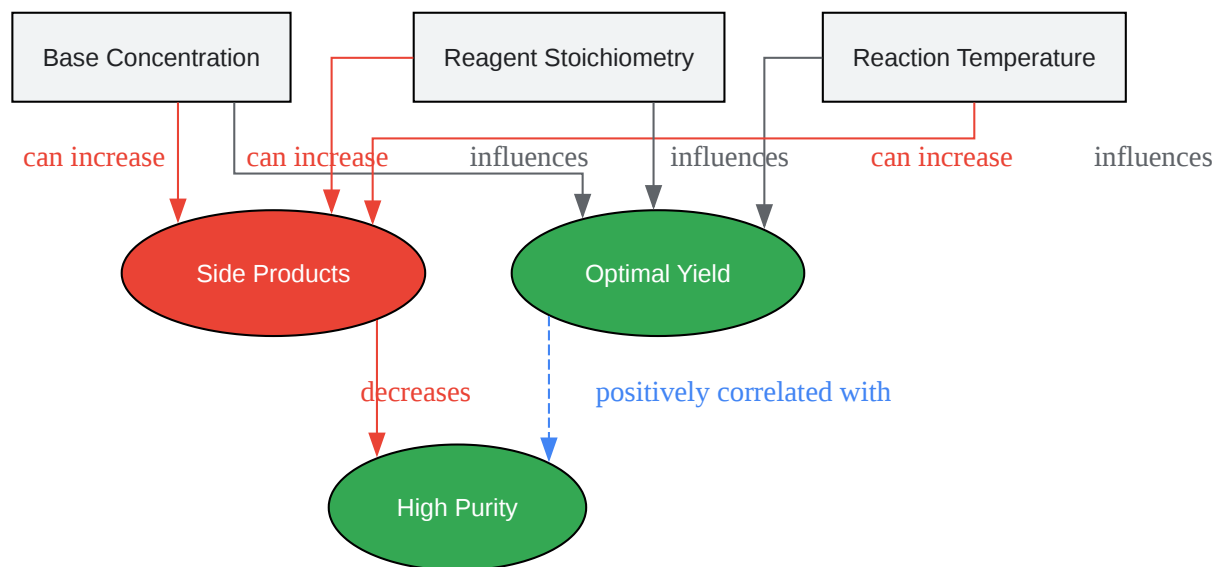 Base Concentration
Reagent Stoichiometry
Reaction Temperature
can increase
can increase
influences
influences
can increase
influences
Side Products
Optimal Yield
decreases
positively correlated with
High Purity